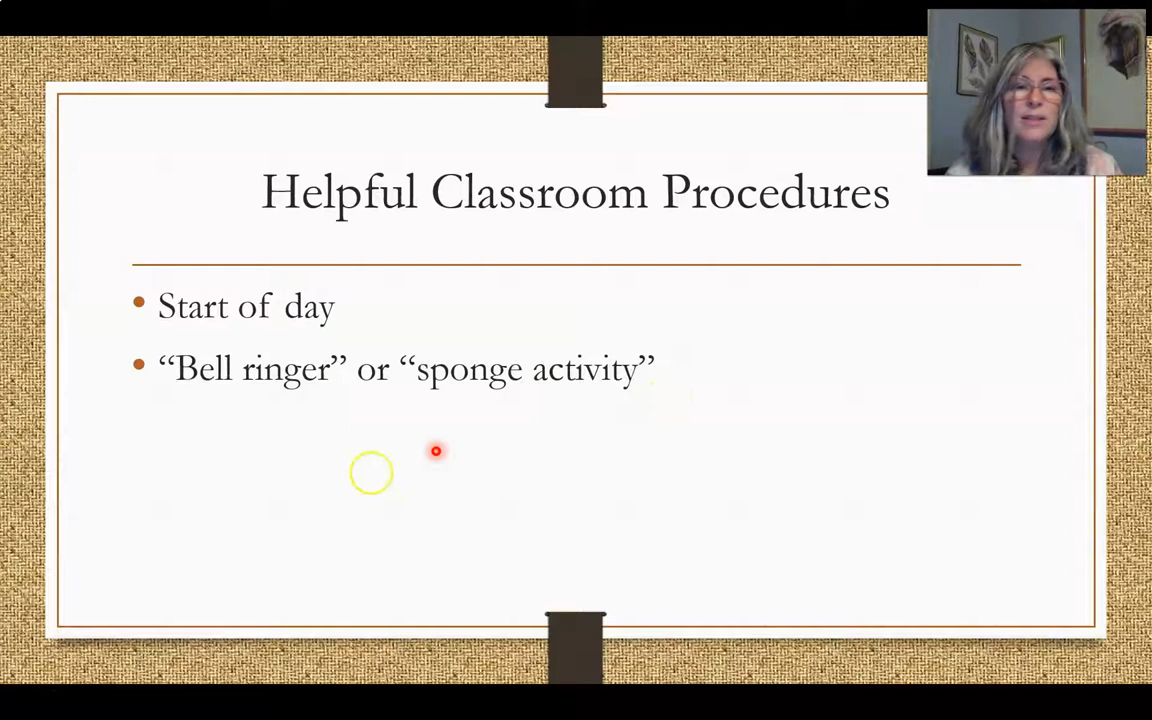 Helpful Classroom Procedures
• Start of day
• “Bell ringer” or “sponge activity”